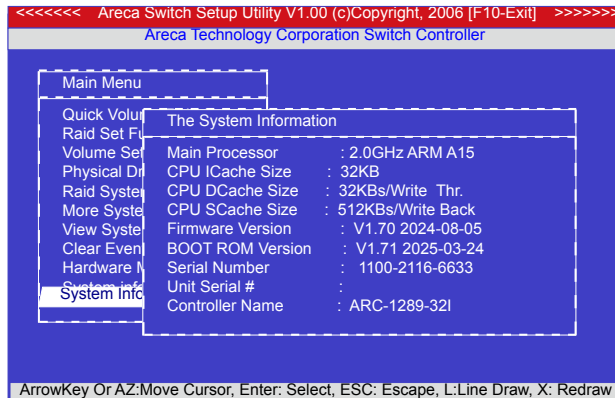 <<<<<<< Areca Switch Setup Utility V1.00 (c)Copyright, 2006 [F10-Exit] >>>>>>>
Areca Technology Corporation Switch Controller
Main Menu
Quick Volu
Raid Set Fu
Volume Set
Physical Dr
Raid System
More Syste
View Syste
Clear Even
Hardware M
System Info
The System Information
Main Processor : 2.0GHz ARM A15
CPU ICache Size : 32KB
CPU DCache Size : 32KBs/Write Thr.
CPU SCache Size : 512KBs/Write Back
Firmware Version : V1.70 2024-08-05
BOOT ROM Version : V1.71 2025-03-24
Serial Number : 1100-2116-6633
Unit Serial # :
Controller Name : ARC-1289-32I
ArrowKey Or AZ:Move Cursor, Enter: Select, ESC: Escape, L:Line Draw, X: Redraw